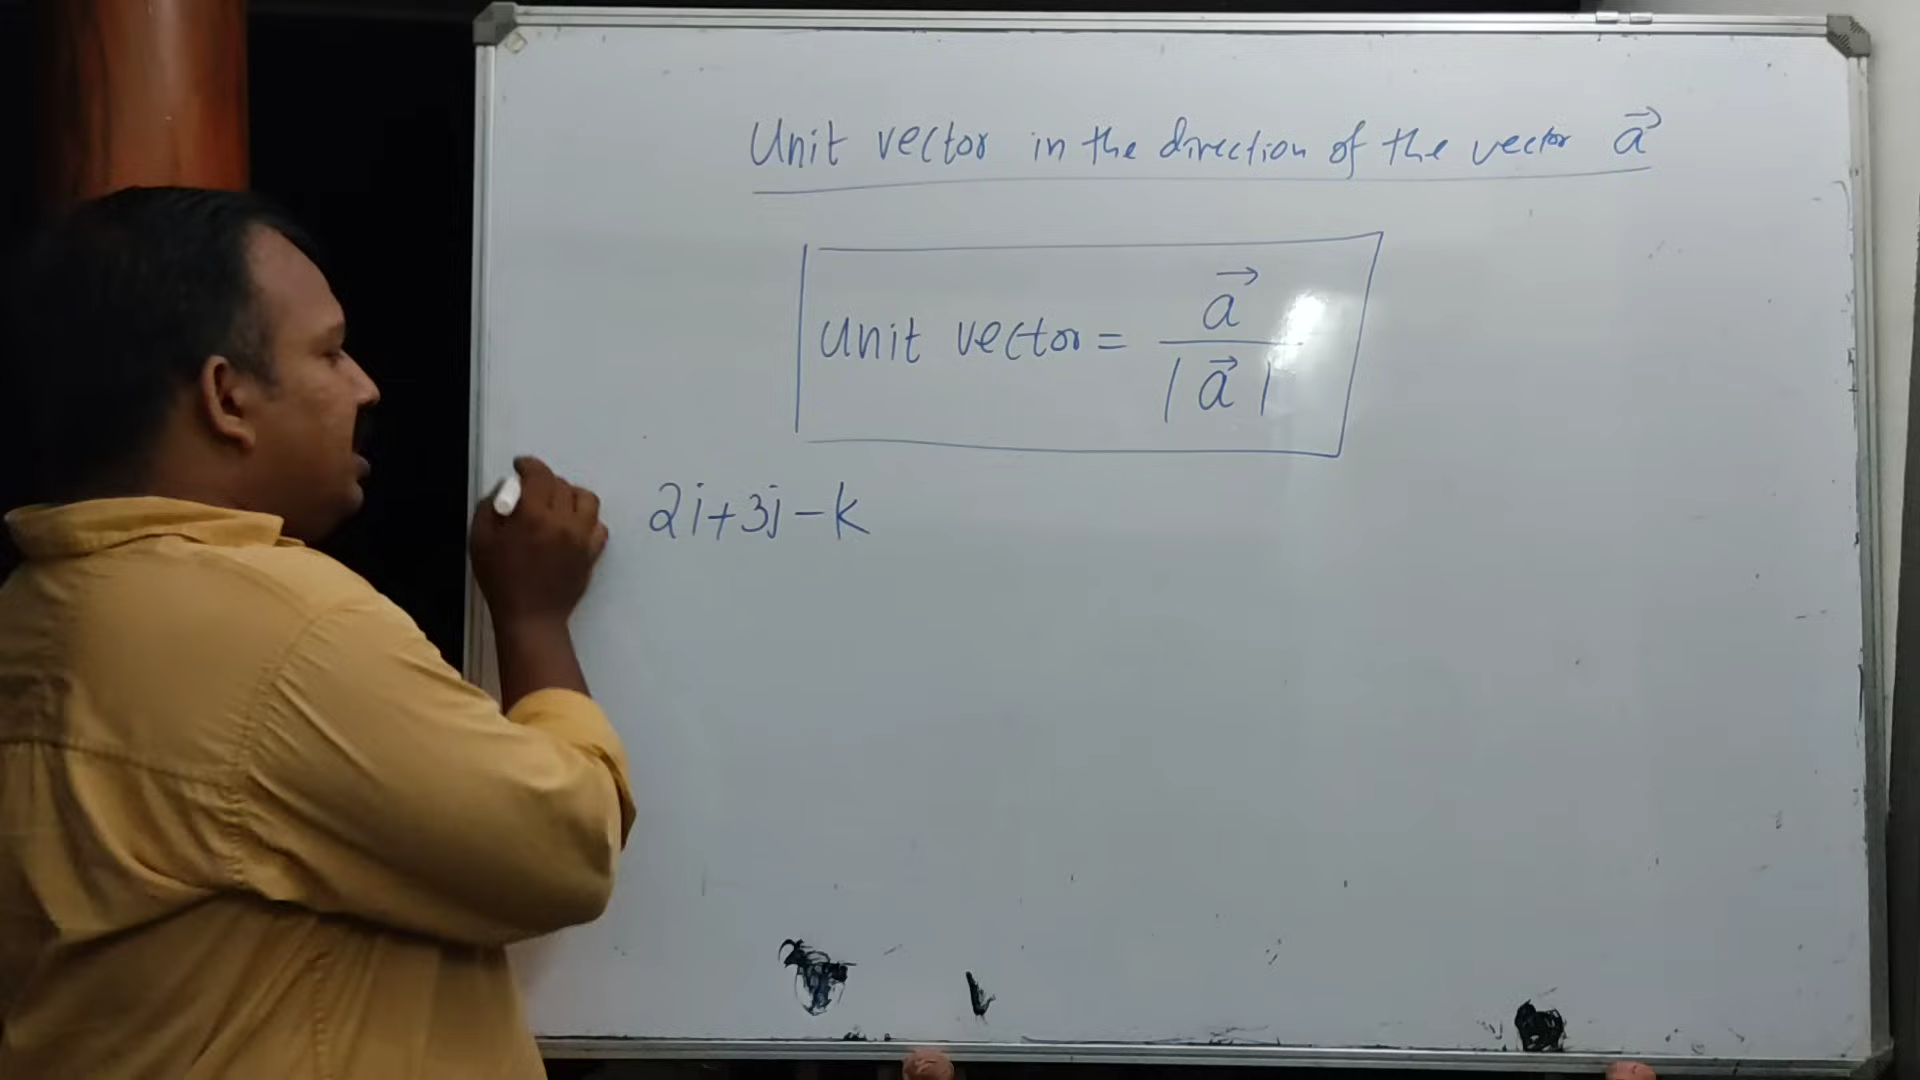 Unit vector in the direction of the vector a⃗
Unit vector = a⃗ / |a⃗|
2i+3j-k